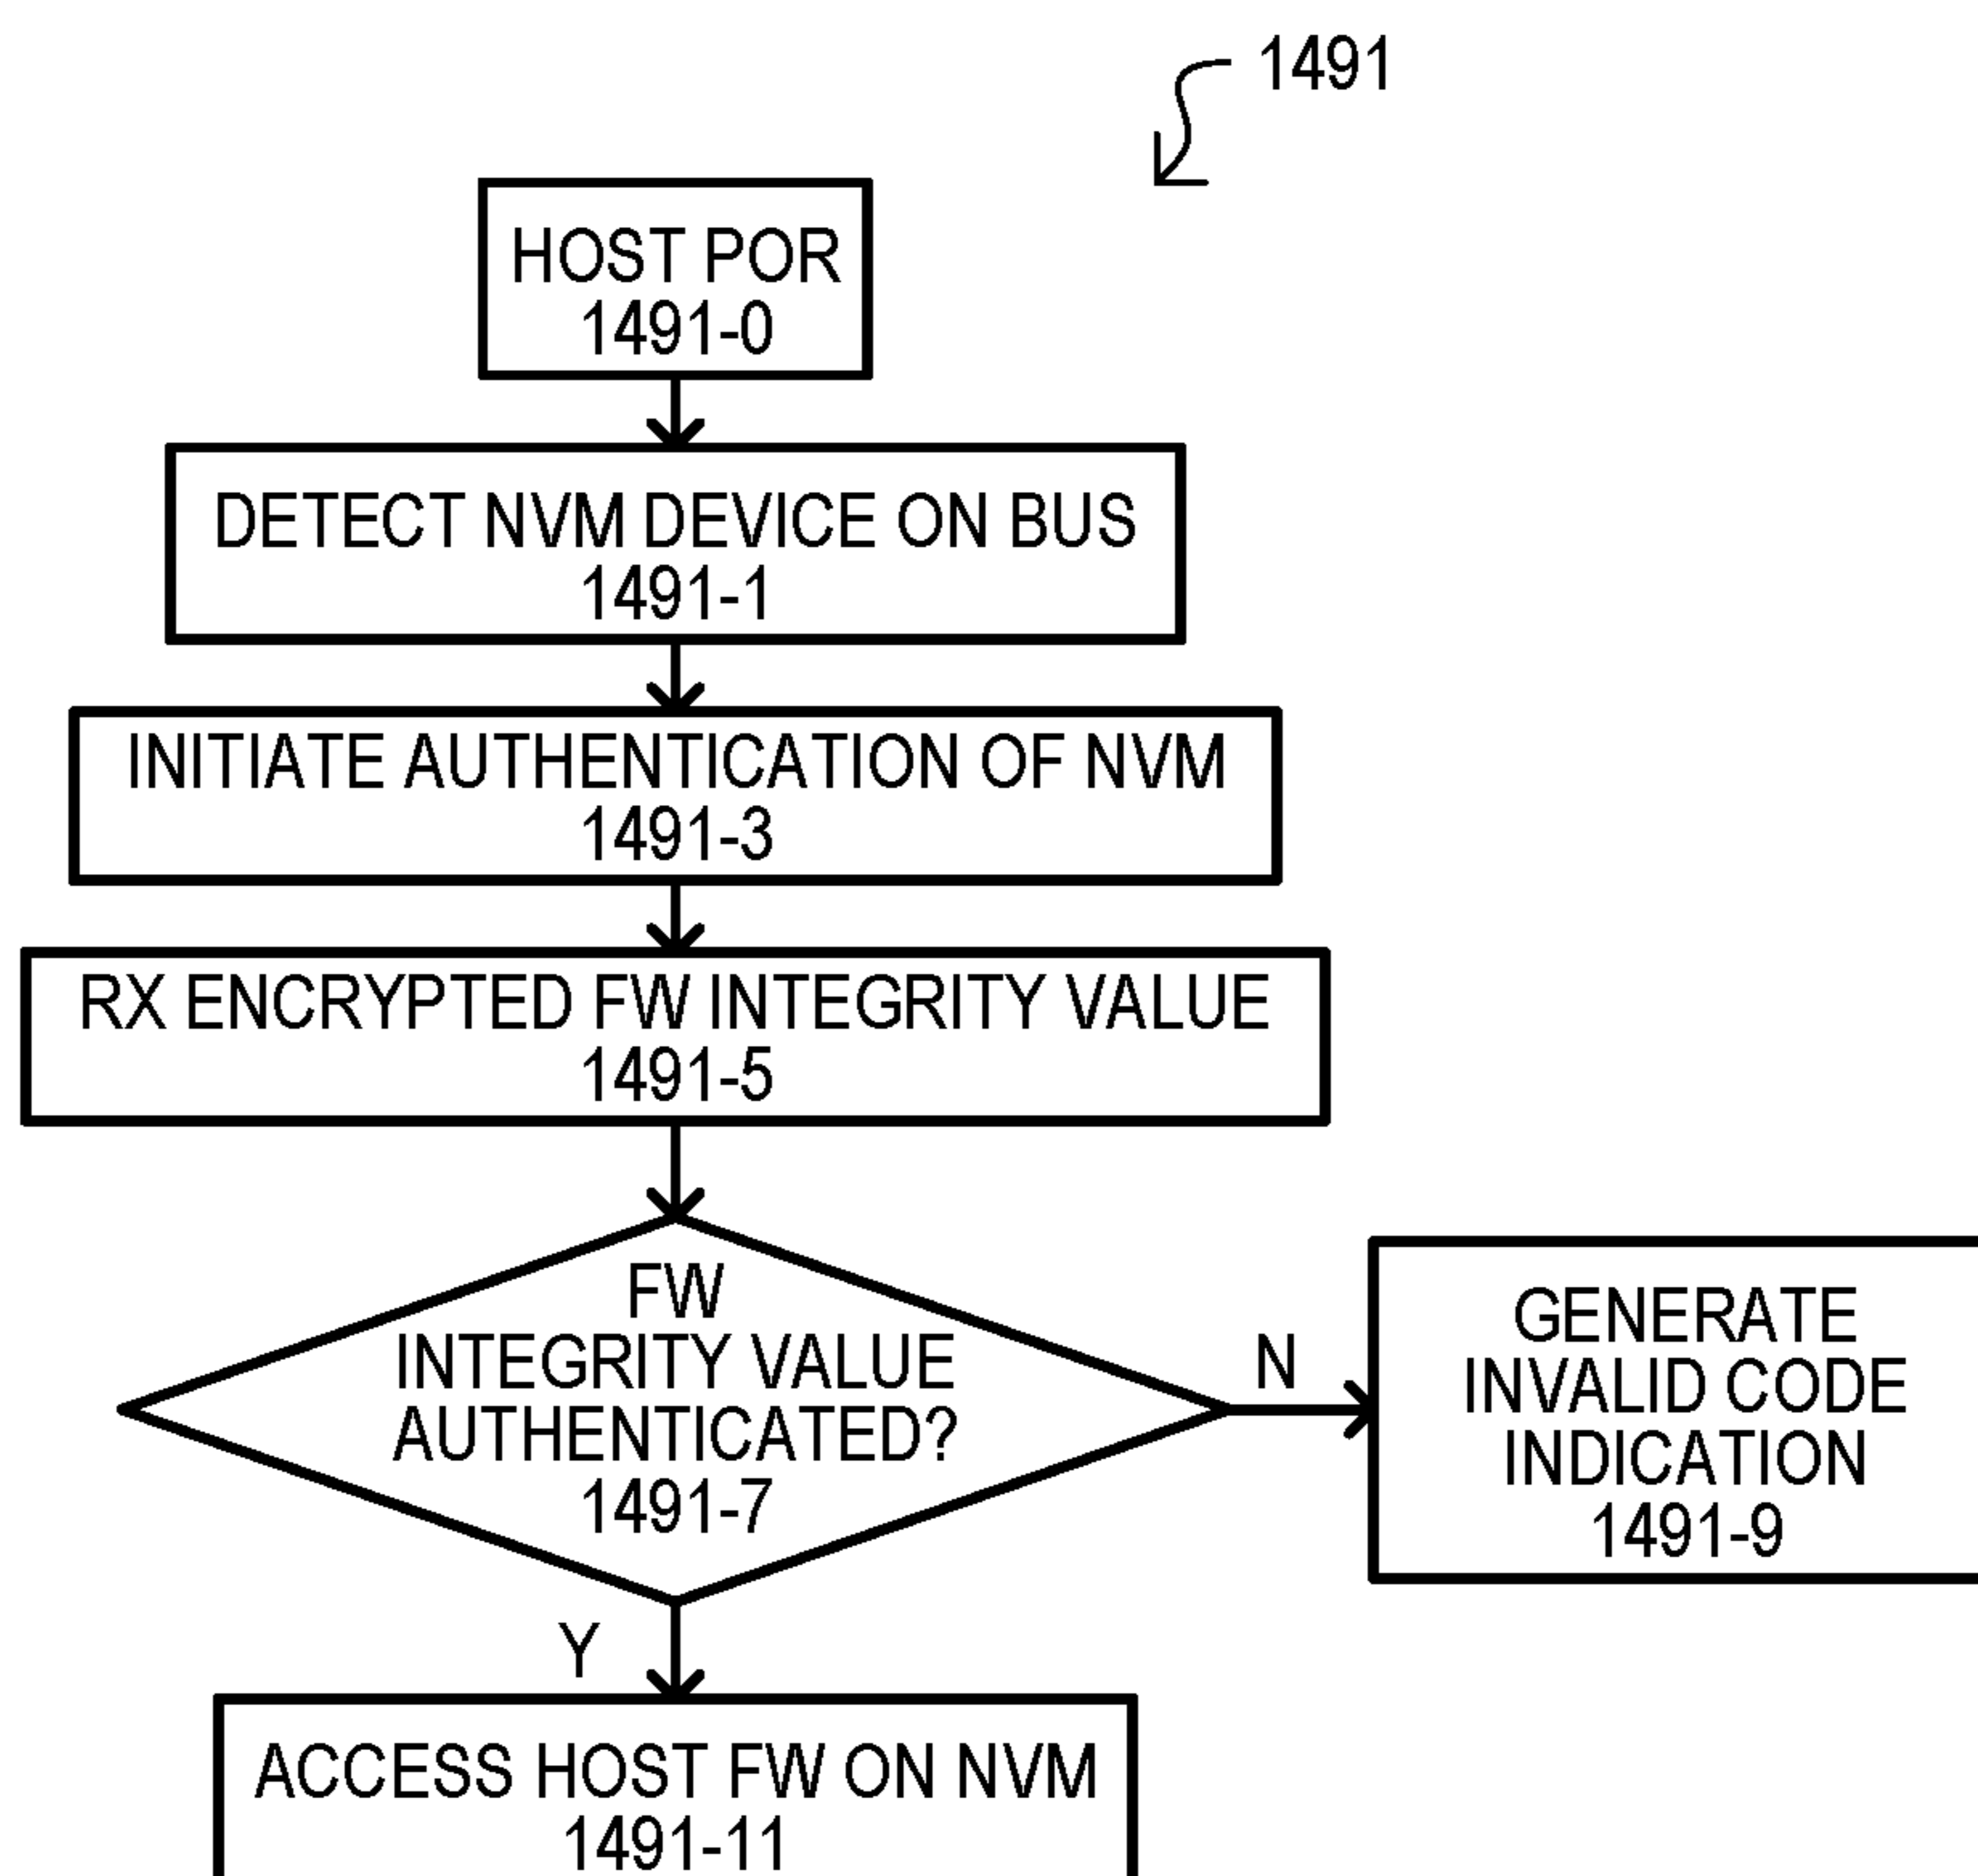 1491
HOST POR
1491-0
DETECT NVM DEVICE ON BUS
1491-1
INITIATE AUTHENTICATION OF NVM
1491-3
RX ENCRYPTED FW INTEGRITY VALUE
1491-5
FW
INTEGRITY VALUE
AUTHENTICATED?
1491-7
N
GENERATE
INVALID CODE
INDICATION
1491-9
Y
ACCESS HOST FW ON NVM
1491-11